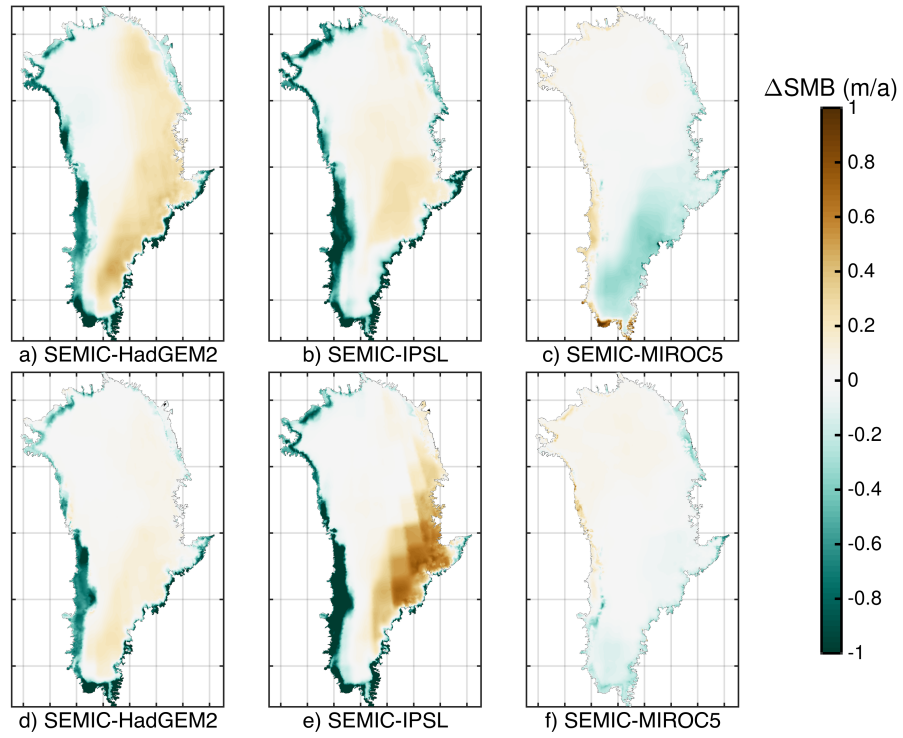 ΔSMB (m/a)
1
0.8
0.6
0.4
0.2
0
-0.2
-0.4
-0.6
-0.8
-1
a) SEMIC-HadGEM2
b) SEMIC-IPSL
c) SEMIC-MIROC5
d) SEMIC-HadGEM2
e) SEMIC-IPSL
f) SEMIC-MIROC5